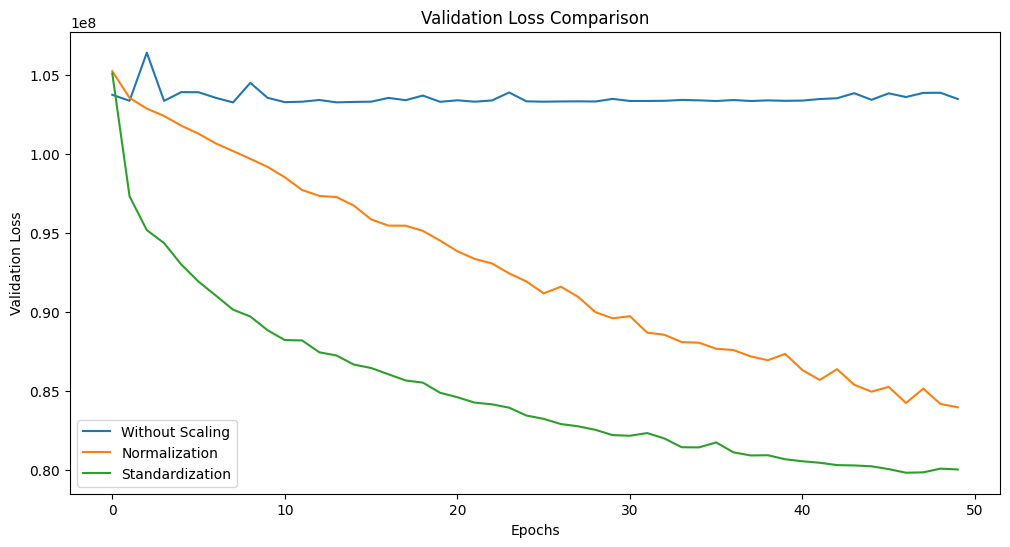 Validation Loss Comparison
1e8
1.05
1.00
0.95
0.90
0.85
0.80
Validation Loss
Without Scaling
Normalization
Standardization
0 10 20 30 40 50
Epochs